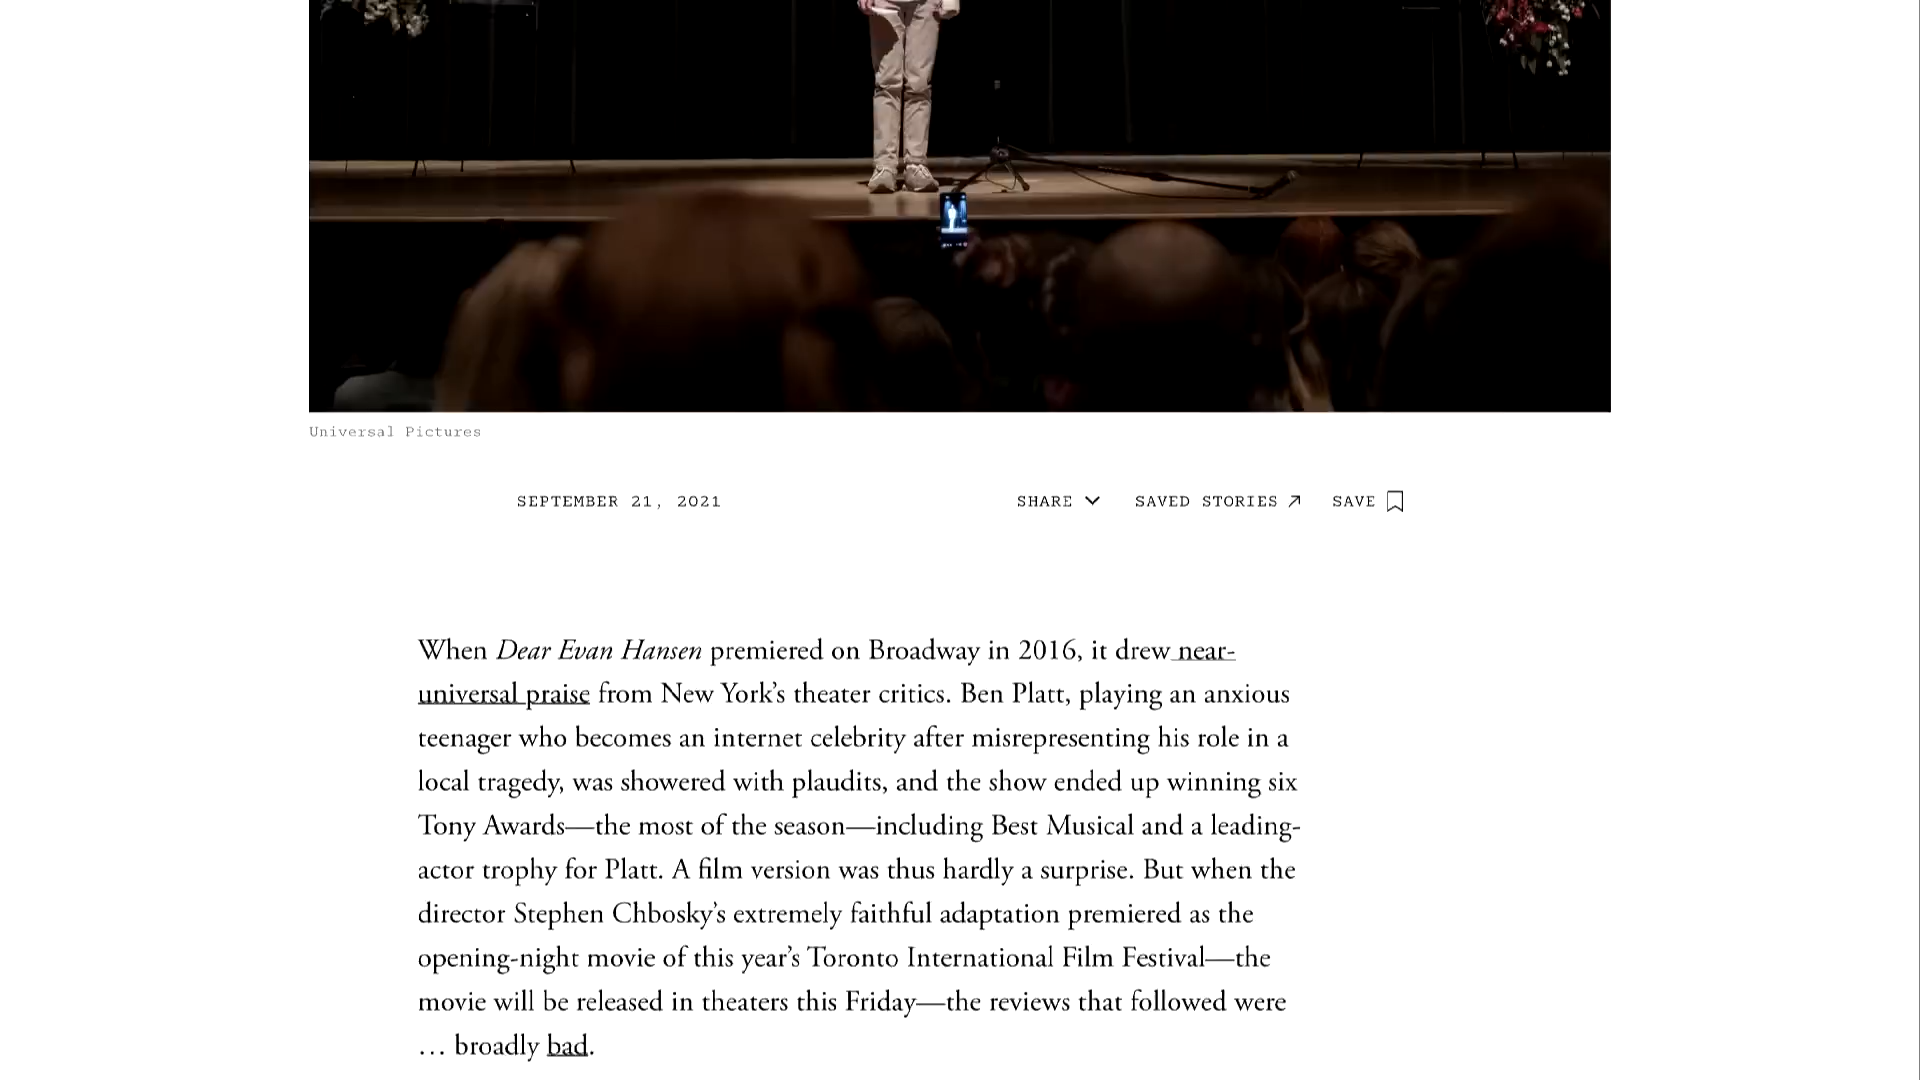 Universal Pictures
SEPTEMBER 21, 2021 SHARE SAVED STORIES SAVE
When Dear Evan Hansen premiered on Broadway in 2016, it drew near-
universal praise from New York’s theater critics. Ben Platt, playing an anxious
teenager who becomes an internet celebrity after misrepresenting his role in a
local tragedy, was showered with plaudits, and the show ended up winning six
Tony Awards—the most of the season—including Best Musical and a leading-
actor trophy for Platt. A film version was thus hardly a surprise. But when the
director Stephen Chbosky’s extremely faithful adaptation premiered as the
opening-night movie of this year’s Toronto International Film Festival—the
movie will be released in theaters this Friday—the reviews that followed were
… broadly bad.